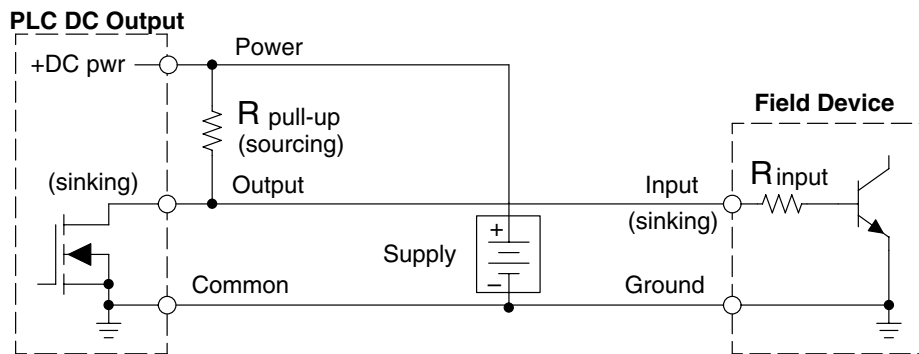 PLC DC Output
+DC pwr
Power
R pull-up
(sourcing)
Field Device
(sinking)
Output
Input
(sinking)
R input
Supply
+
–
Common
Ground